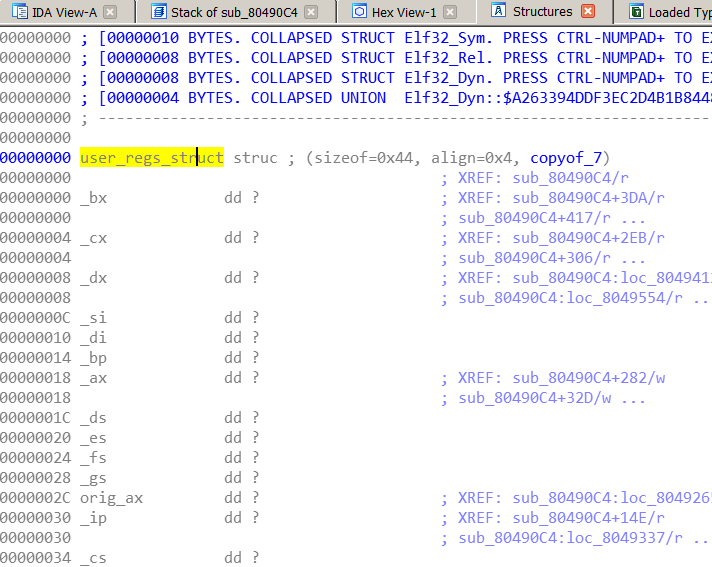 IDA View-A Stack of sub_80490C4 Hex View-1 Structures Loaded Typ
00000000 ; [00000010 BYTES. COLLAPSED STRUCT Elf32_Sym. PRESS CTRL-NUMPAD+ TO E
00000000 ; [00000008 BYTES. COLLAPSED STRUCT Elf32_Rel. PRESS CTRL-NUMPAD+ TO E
00000000 ; [00000008 BYTES. COLLAPSED STRUCT Elf32_Dyn. PRESS CTRL-NUMPAD+ TO E
00000000 ; [00000004 BYTES. COLLAPSED UNION  Elf32_Dyn::$A263394DDF3EC2D4B1B8448
00000000 ; ---------------------------------------------------------------
00000000
00000000 user_regs_struct struc ; (sizeof=0x44, align=0x4, copyof_7)
00000000 ; XREF: sub_80490C4/r
00000000 _bx dd ? ; XREF: sub_80490C4+3DA/r
00000000 ; sub_80490C4+417/r ...
00000004 _cx dd ? ; XREF: sub_80490C4+2EB/r
00000004 ; sub_80490C4+306/r ...
00000008 _dx dd ? ; XREF: sub_80490C4:loc_804941
00000008 ; sub_80490C4:loc_8049554/r ..
0000000C _si dd ?
00000010 _di dd ?
00000014 _bp dd ?
00000018 _ax dd ? ; XREF: sub_80490C4+282/w
00000018 ; sub_80490C4+32D/w ...
0000001C _ds dd ?
00000020 _es dd ?
00000024 _fs dd ?
00000028 _gs dd ?
0000002C orig_ax dd ? ; XREF: sub_80490C4:loc_804926
00000030 _ip dd ? ; XREF: sub_80490C4+14E/r
00000030 ; sub_80490C4:loc_8049337/r ..
00000034 _cs dd ?